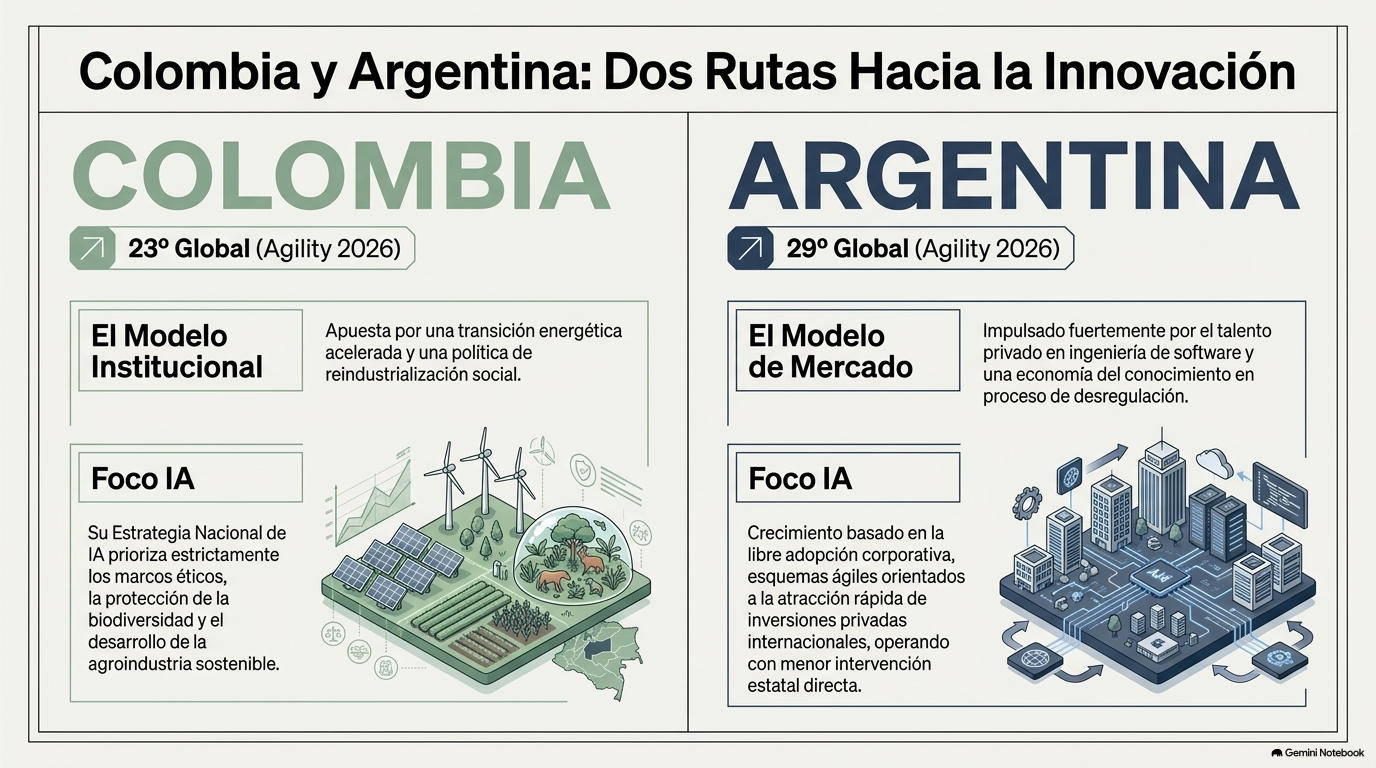 Colombia y Argentina: Dos Rutas Hacia la Innovación
COLOMBIA
23º Global (Agility 2026)
El Modelo
Institucional
Apuesta por una transición energética
acelerada y una política de
reindustrialización social.
Foco IA
Su Estrategia Nacional de
IA prioriza estrictamente
los marcos éticos,
la protección de la
biodiversidad y el
desarrollo de la
agroindustria sostenible.
ARGENTINA
29º Global (Agility 2026)
El Modelo
de Mercado
Impulsado fuertemente por el talento
privado en ingeniería de software y
una economía del conocimiento en
proceso de desregulación.
Foco IA
Crecimiento basado en la
libre adopción corporativa,
esquemas ágiles orientados
a la atracción rápida de
inversiones privadas
internacionales, operando
con menor intervención
estatal directa.
Gemini Notebook